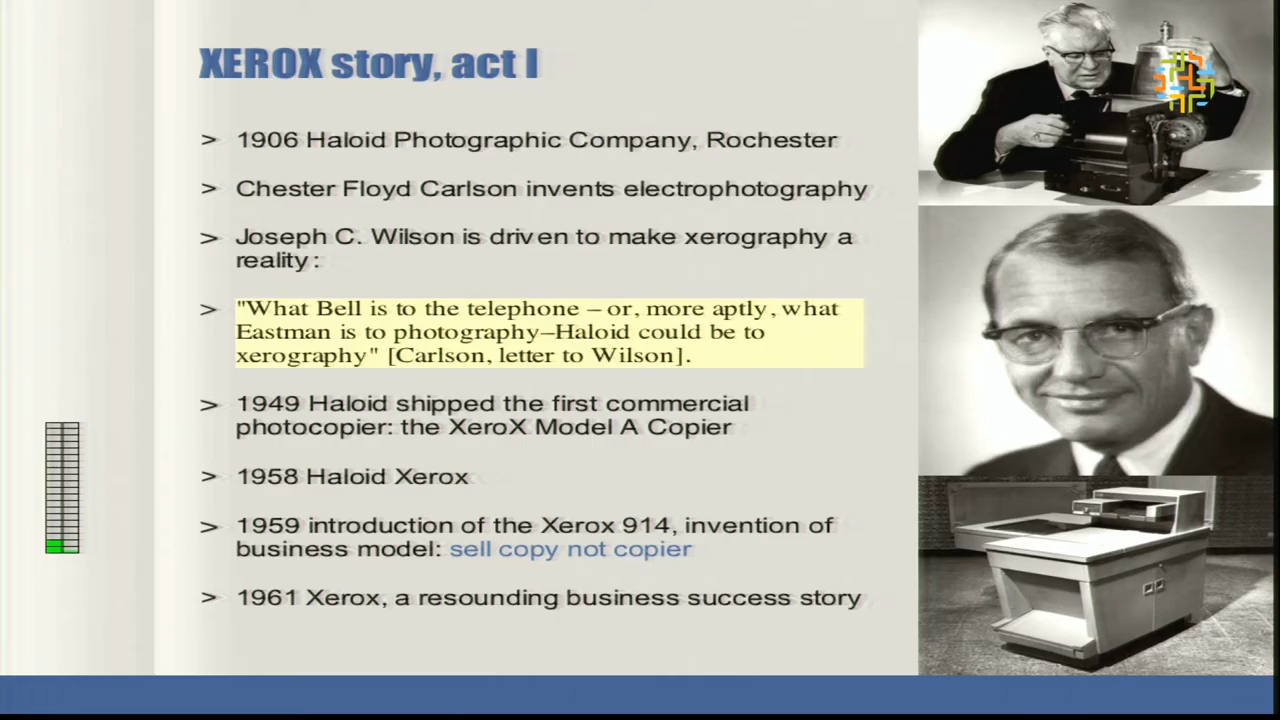 XEROX story, act I
> 1906 Haloid Photographic Company, Rochester
> Chester Floyd Carlson invents electrophotography
> Joseph C. Wilson is driven to make xerography a
reality:
> "What Bell is to the telephone – or, more aptly, what
Eastman is to photography–Haloid could be to
xerography" [Carlson, letter to Wilson].
> 1949 Haloid shipped the first commercial
photocopier: the XeroX Model A Copier
> 1958 Haloid Xerox
> 1959 introduction of the Xerox 914, invention of
business model: sell copy not copier
> 1961 Xerox, a resounding business success story